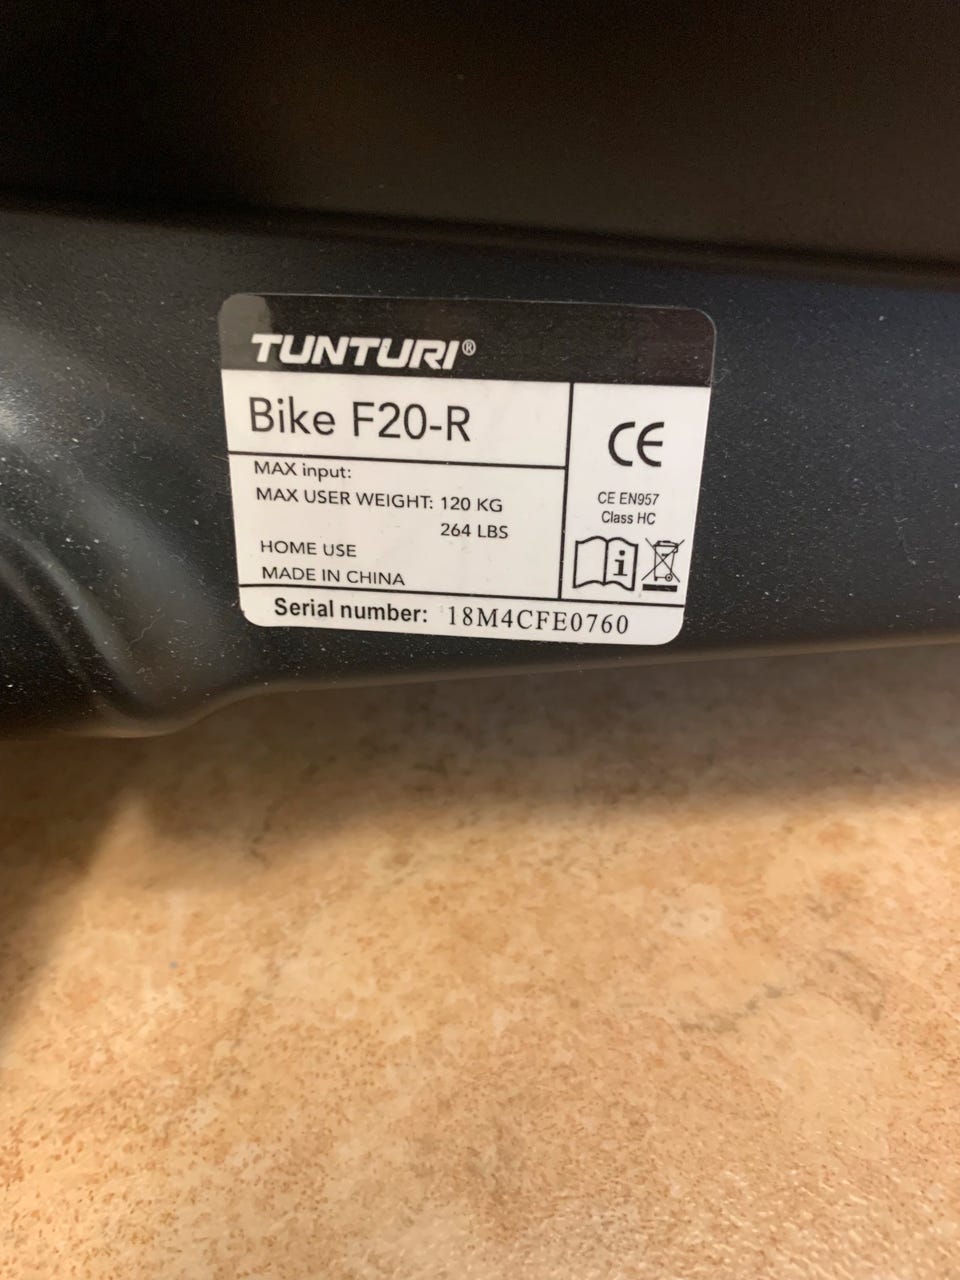 TUNTURI®
Bike F20-R
MAX input:
MAX USER WEIGHT: 120 KG
264 LBS
HOME USE
MADE IN CHINA
CE
CE EN957
Class HC
i
Serial number: 18M4CFE0760